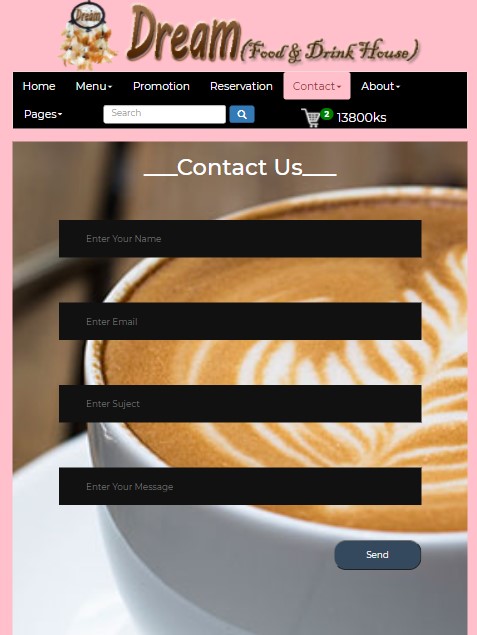 Dream
Dream (Food & Drink House)
Home Menu Promotion Reservation Contact About
Pages Search 2 13800ks
___Contact Us___
Enter Your Name
Enter Email
Enter Suject
Enter Your Message
Send